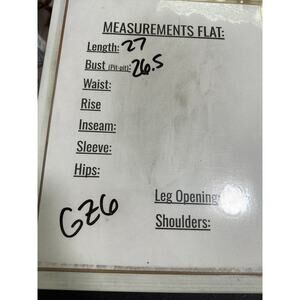 MEASUREMENTS FLAT:
Length: 27
Bust (Pit-pit): 26.5
Waist:
Rise
Inseam:
Sleeve:
Hips:
Leg Opening:
GZ6
Shoulders: